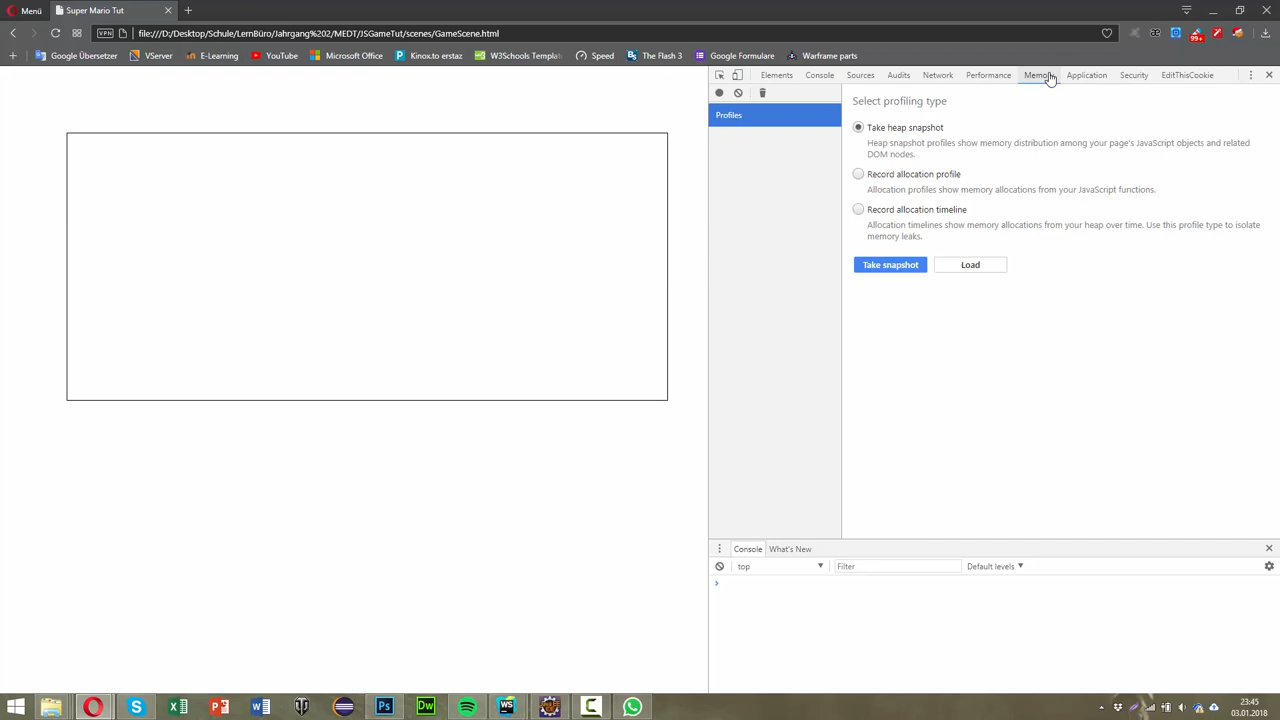 Menü
Super Mario Tut
VPN
file:///D:/Desktop/Schule/LernBüro/Jahrgang%202/MEDT/JSGameTut/scenes/GameScene.html
99+
Google Übersetzer
VServer
E-Learning
YouTube
Microsoft Office
Kinox.to erstaz
W3Schools Templat
Speed
The Flash 3
Google Formulare
Warframe parts
Elements
Console
Sources
Audits
Network
Performance
Memory
Application
Security
EditThisCookie
Profiles
Select profiling type
Take heap snapshot
Heap snapshot profiles show memory distribution among your page's JavaScript objects and related
DOM nodes.
Record allocation profile
Allocation profiles show memory allocations from your JavaScript functions.
Record allocation timeline
Allocation timelines show memory allocations from your heap over time. Use this profile type to isolate
memory leaks.
Take snapshot
Load
Console
What's New
top
Filter
Default levels
Ps
Dw
WS
23:45
03.01.2018